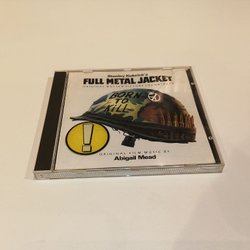 Stanley Kubrick's
FULL METAL JACKET
ORIGINAL MOTION PICTURE SOUNDTRACK
BORN
TO
KILL
!
ORIGINAL FILM MUSIC BY
Abigail Mead